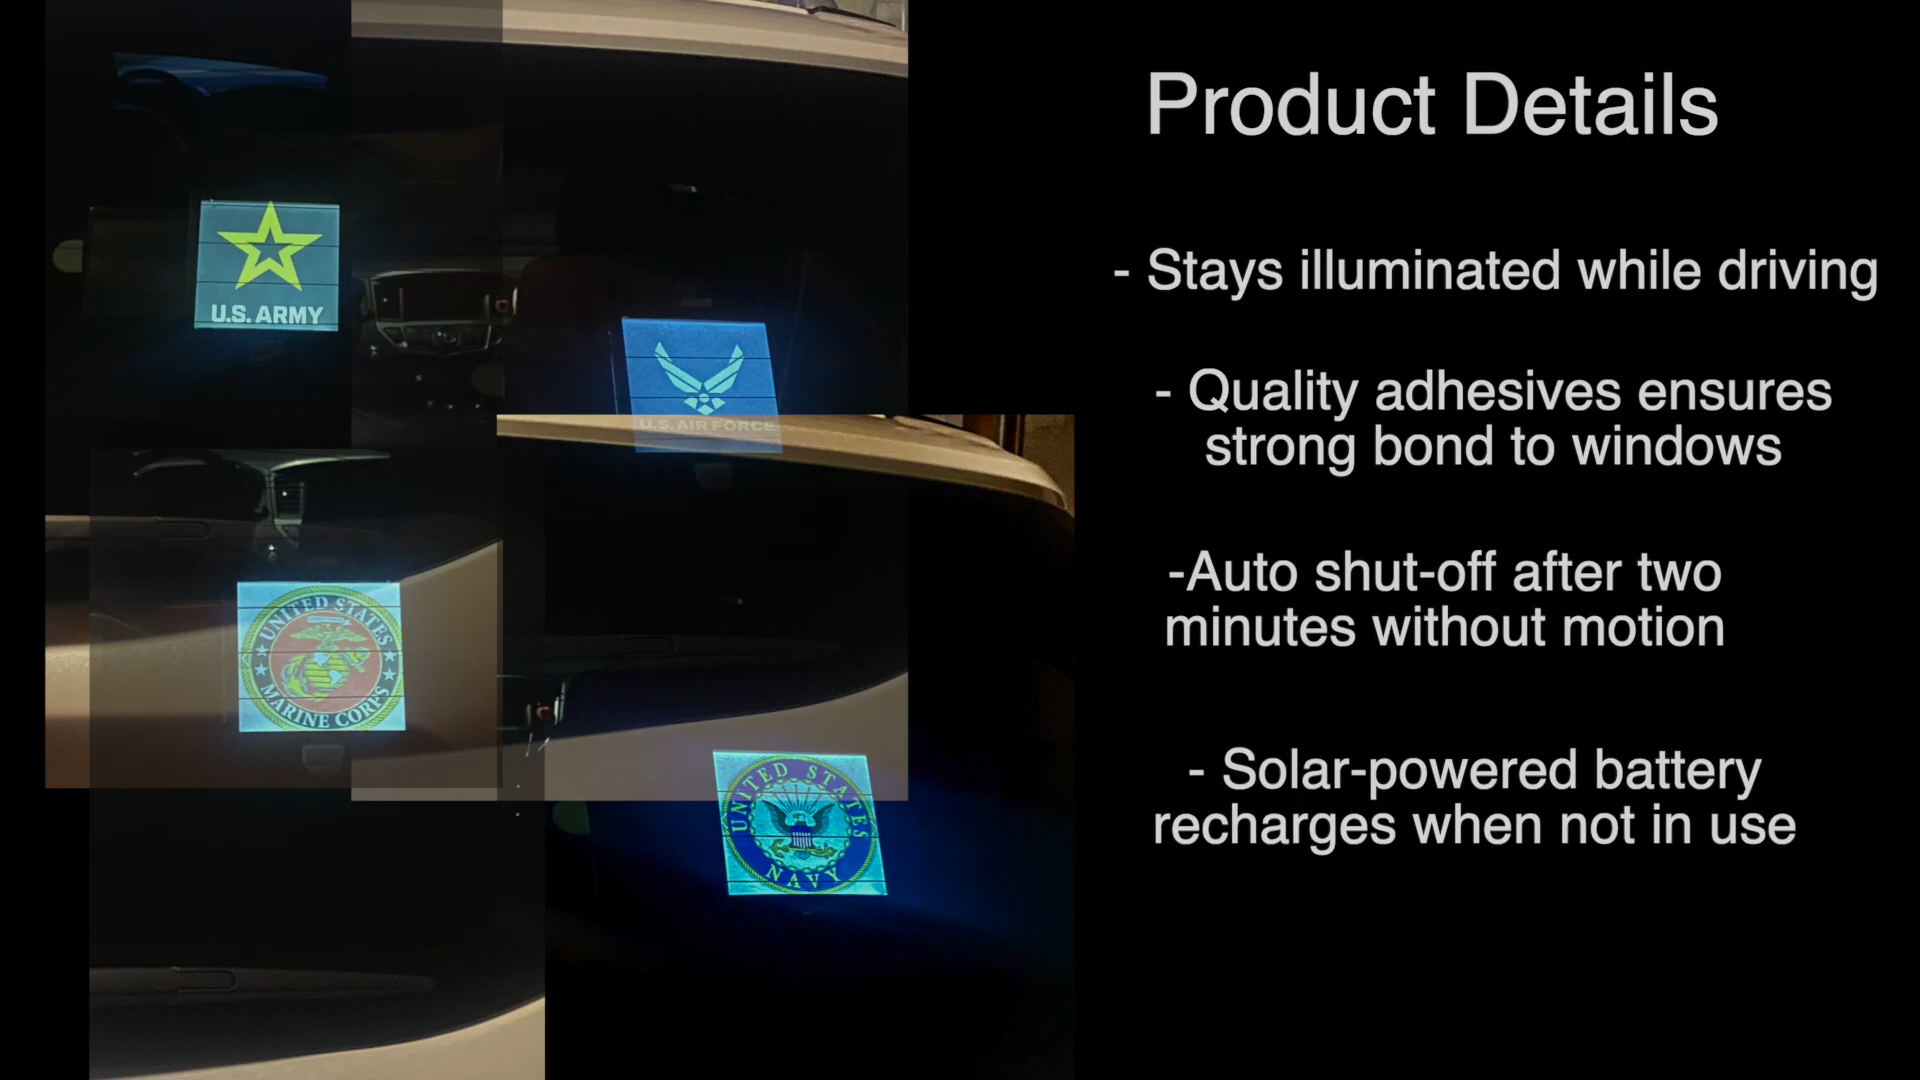 Product Details
- Stays illuminated while driving
- Quality adhesives ensures
strong bond to windows
-Auto shut-off after two
minutes without motion
- Solar-powered battery
recharges when not in use
U.S. ARMY
U.S. AIR FORCE
UNITED STATES
MARINE CORPS
UNITED STATES
NAVY